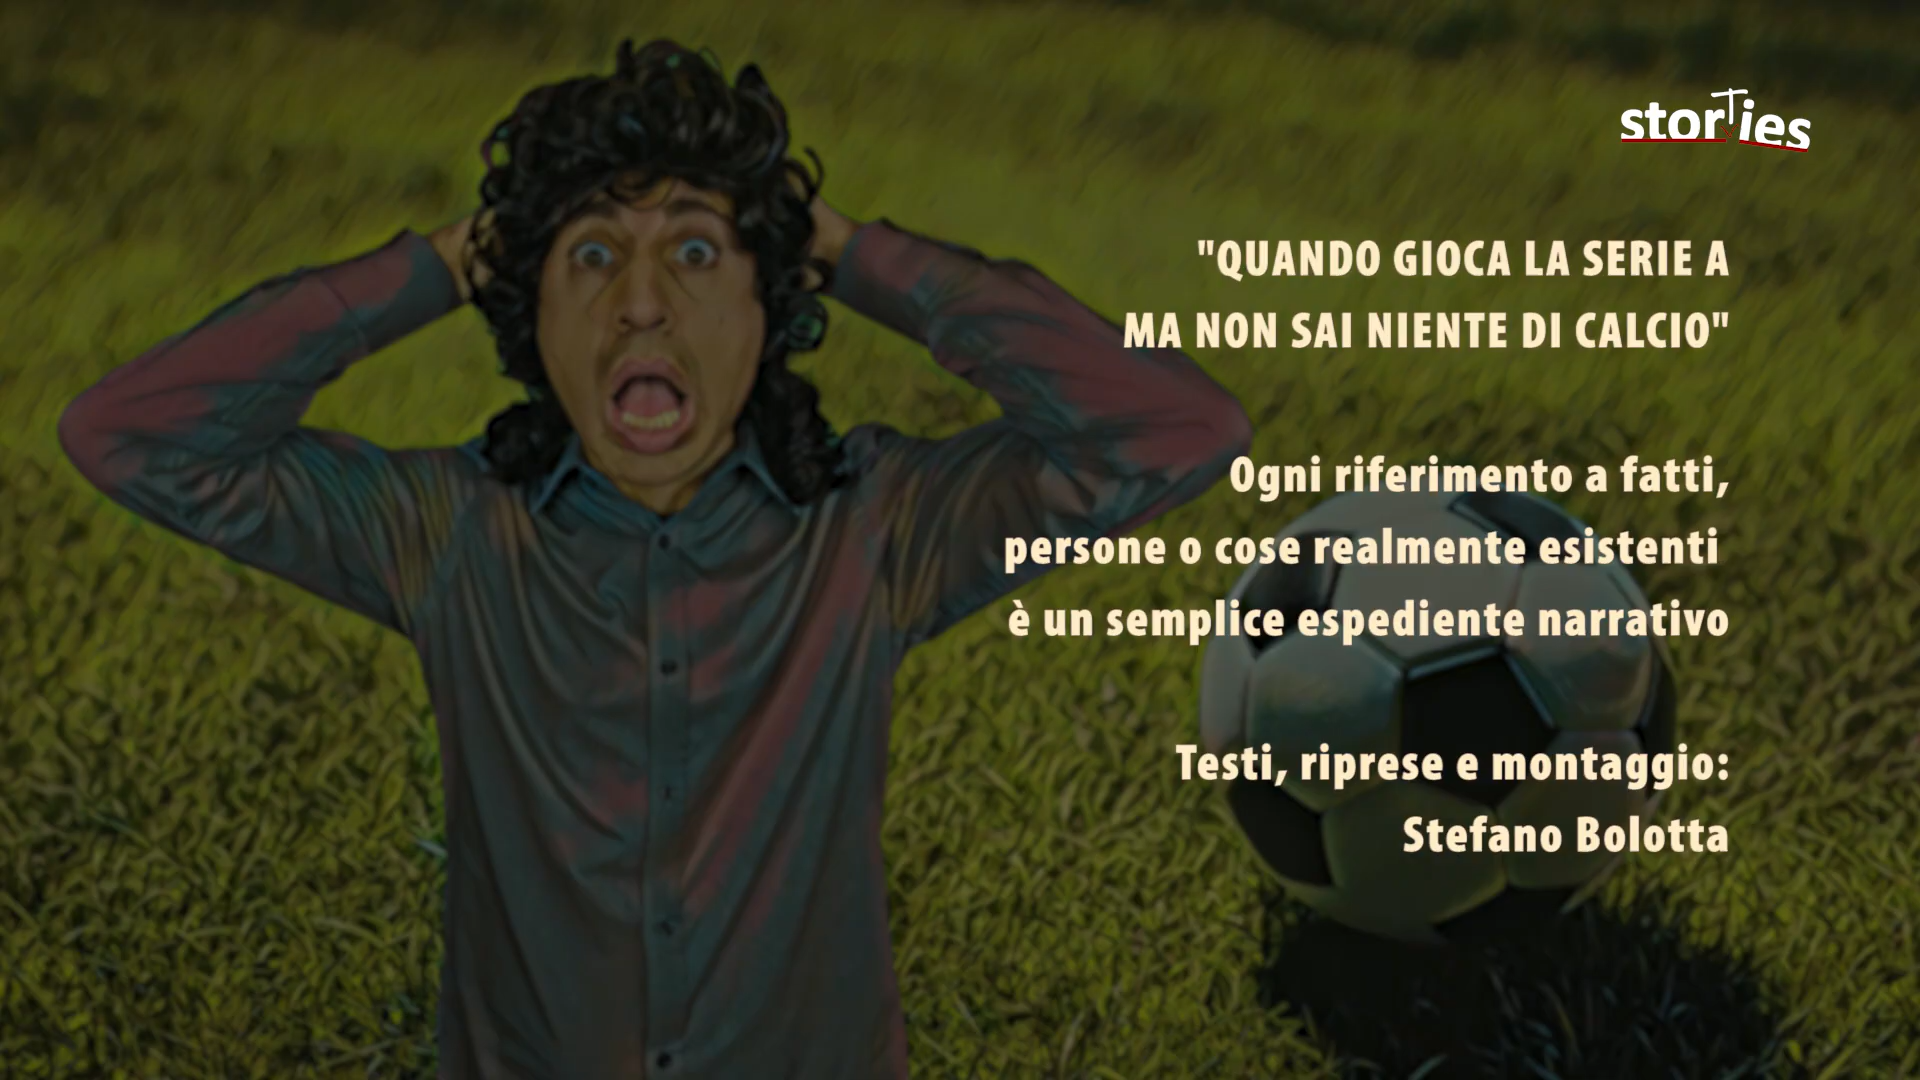 storTies
"QUANDO GIOCA LA SERIE A
MA NON SAI NIENTE DI CALCIO"
Ogni riferimento a fatti,
persone o cose realmente esistenti
è un semplice espediente narrativo
Testi, riprese e montaggio:
Stefano Bolotta